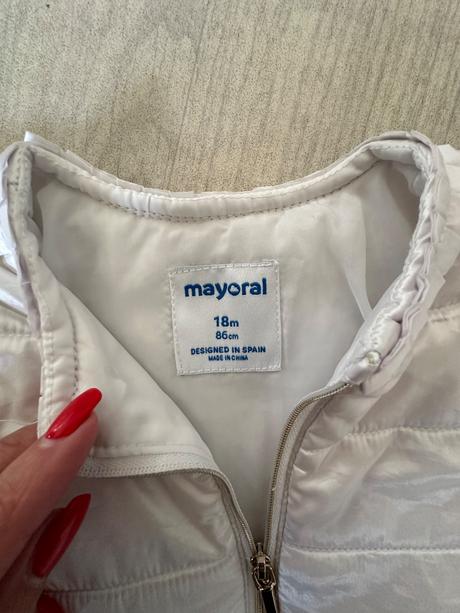 mayoral
18m
86cm
DESIGNED IN SPAIN
MADE IN CHINA